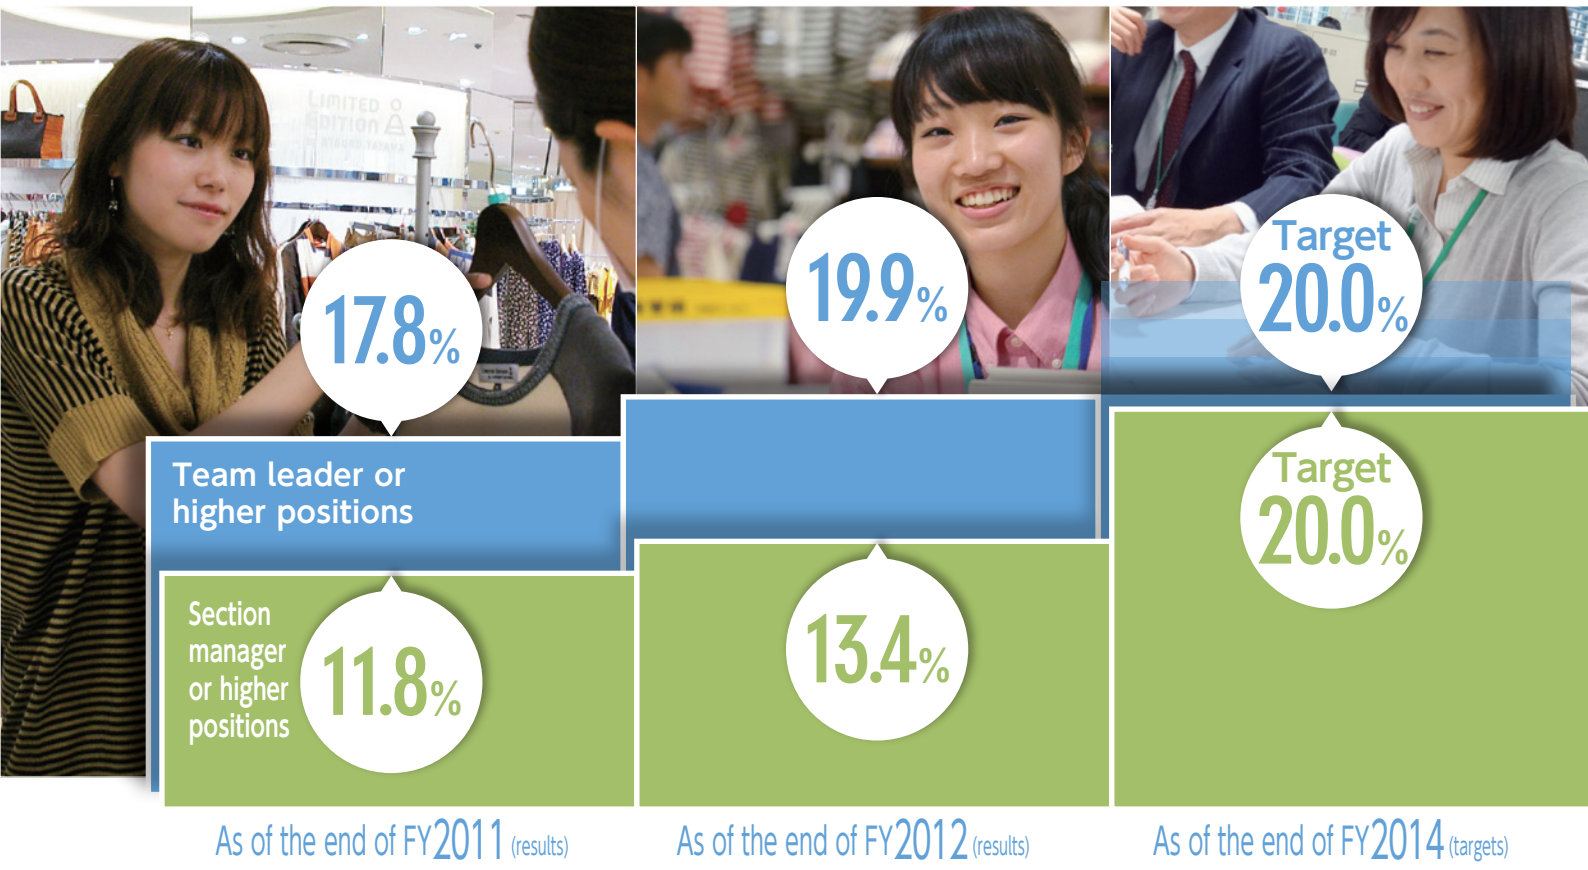 17.8%
19.9%
Target
20.0%
Team leader or
higher positions
Target
20.0%
Section
manager
or higher
positions
11.8%
13.4%
As of the end of FY2011 (results)
As of the end of FY2012 (results)
As of the end of FY2014 (targets)